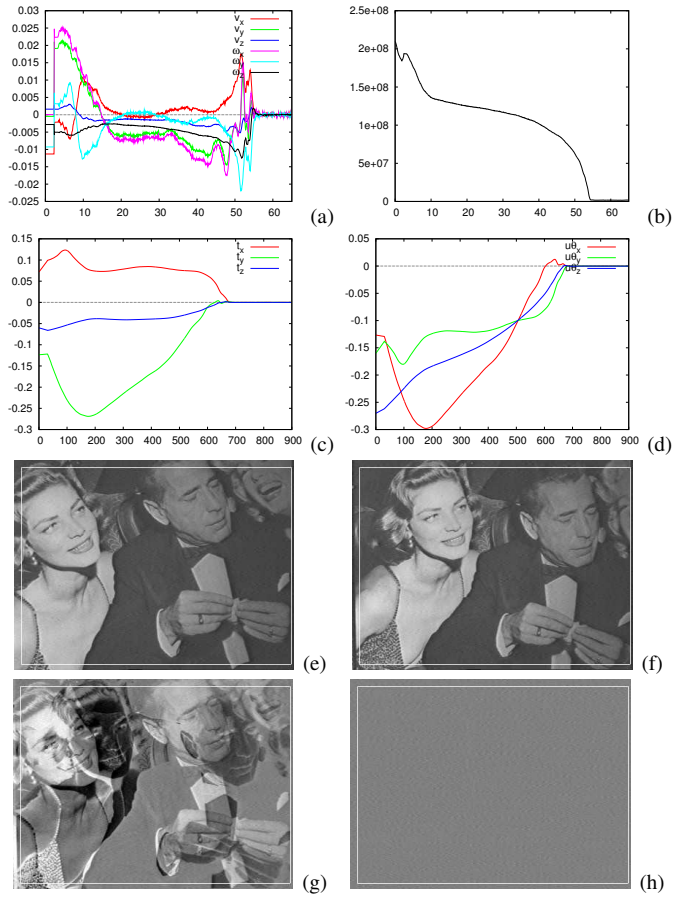 0.03
0.025
0.02
0.015
0.01
0.005
0
-0.005
-0.01
-0.015
-0.02
-0.025
0 10 20 30 40 50 60
v_x
v_y
v_z
ω_x
ω_y
ω_z
(a)
2.5e+08
2e+08
1.5e+08
1e+08
5e+07
0
0 10 20 30 40 50 60
(b)
0.15
0.1
0.05
0
-0.05
-0.1
-0.15
-0.2
-0.25
-0.3
0 100 200 300 400 500 600 700 800 900
t_x
t_y
t_z
(c)
0.05
0
-0.05
-0.1
-0.15
-0.2
-0.25
-0.3
0 100 200 300 400 500 600 700 800 900
uθ_x
uθ_y
uθ_z
(d)
(e)
(f)
(g)
(h)